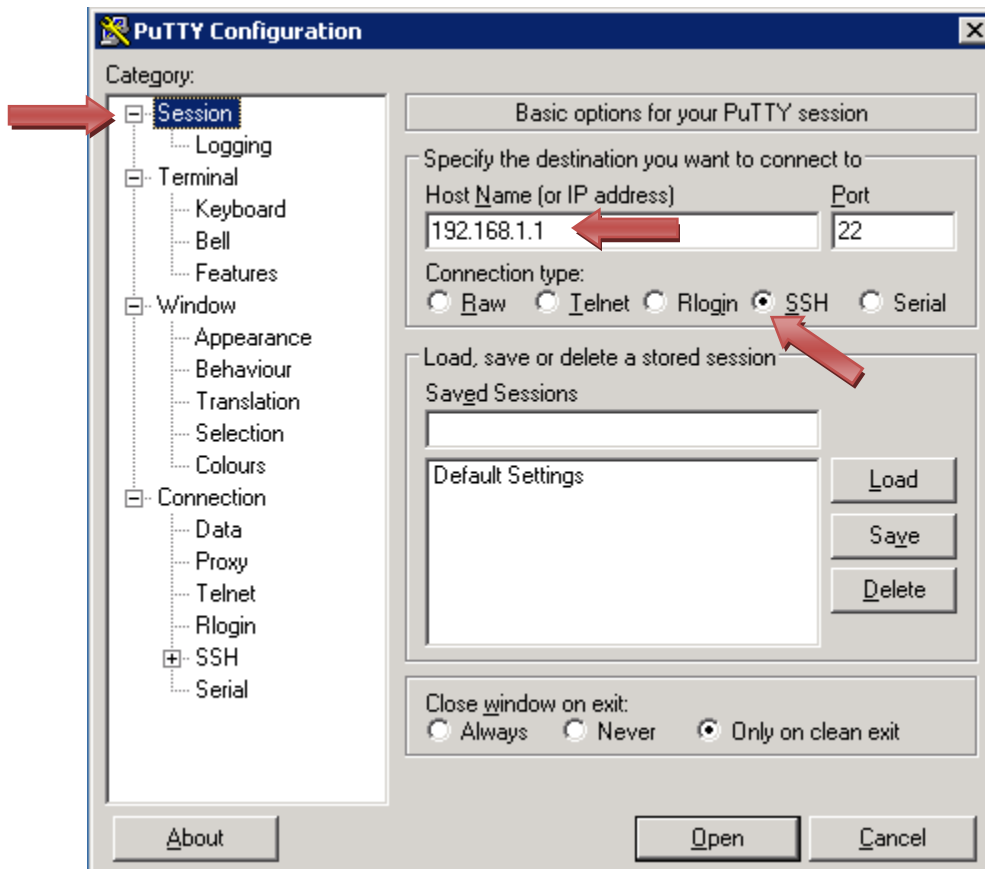 PuTTY Configuration
Category:
Session
Logging
Terminal
Keyboard
Bell
Features
Window
Appearance
Behaviour
Translation
Selection
Colours
Connection
Data
Proxy
Telnet
Rlogin
SSH
Serial
Basic options for your PuTTY session
Specify the destination you want to connect to
Host Name (or IP address) Port
192.168.1.1 22
Connection type:
Raw Telnet Rlogin SSH Serial
Load, save or delete a stored session
Saved Sessions
Default Settings
Load
Save
Delete
Close window on exit:
Always Never Only on clean exit
About Open Cancel